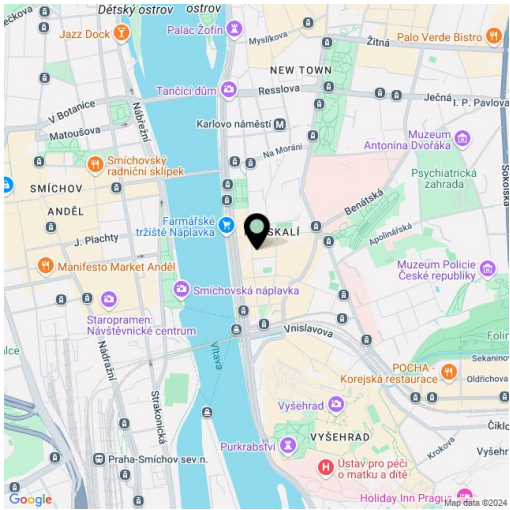 Dětský ostrov
ostrov
Jazz Dock
Palác Žofín
Myslíkova
Žitná
Palo Verde Bistro
NEW TOWN
Tančící dům
Resslova
Ječná
I. P. Pavlova
V Botanice
Matoušova
Nábřežní
Karlovo náměstí
Na Moráni
Muzeum
Antonína Dvořáka
Sokolská
Smíchovský
radniční sklípek
Psychiatrická
zahrada
SMÍCHOV
ANDĚL
Benátská
Farmářské
tržiště Náplavka
SKALÍ
Apolinářská
J. Plachty
Manifesto Market Anděl
Muzeum Policie
České republiky
Smíchovská náplavka
Staropramen:
Návštěvnické centrum
Vnislavova
Nádražní
Vltava
Sekaninov
POCHA -
Korejská restaurace
Oldřichova
Strakonická
Vyšehrad
VYŠEHRAD
Purkrabství
Krokova
Praha-Smíchov sev.n.
Ústav pro péči
o matku a dítě
Google
Holiday Inn Prague
Map data ©2024